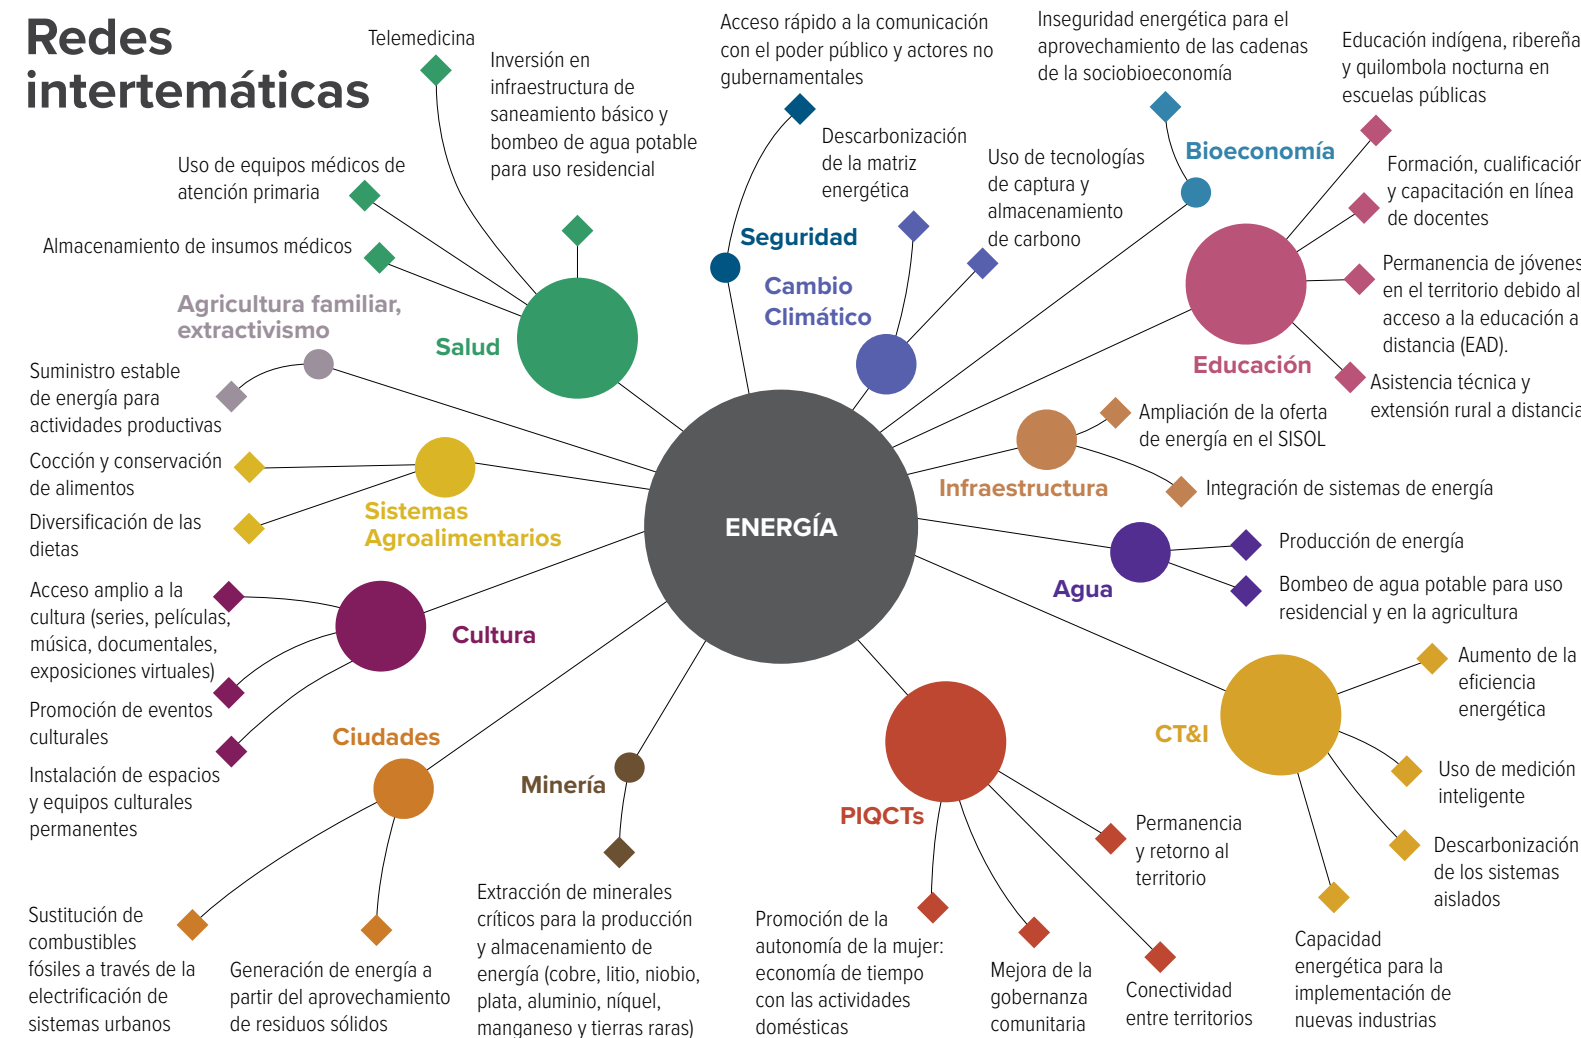 Redes
intertemáticas
Telemedicina
Inversión en
infraestructura de
saneamiento básico y
bombeo de agua potable
para uso residencial
Uso de equipos médicos de
atención primaria
Almacenamiento de insumos médicos
Salud
Acceso rápido a la comunicación
con el poder público y actores no
gubernamentales
Seguridad
Descarbonización
de la matriz
energética
Uso de tecnologías
de captura y
almacenamiento
de carbono
Cambio
Climático
Inseguridad energética para el
aprovechamiento de las cadenas
de la sociobioeconomía
Bioeconomía
Educación indígena, ribereña
y quilombola nocturna en
escuelas públicas
Formación, cualificación
y capacitación en línea
de docentes
Permanencia de jóvenes
en el territorio debido al
acceso a la educación a
distancia (EAD).
Asistencia técnica y
extensión rural a distancia
Educación
Agricultura familiar,
extractivismo
Suministro estable
de energía para
actividades productivas
Cocción y conservación
de alimentos
Diversificación de las
dietas
Sistemas
Agroalimentarios
ENERGÍA
Ampliación de la oferta
de energía en el SISOL
Infraestructura
Integración de sistemas de energía
Producción de energía
Agua
Bombeo de agua potable para uso
residencial y en la agricultura
Acceso amplio a la
cultura (series, películas,
música, documentales,
exposiciones virtuales)
Cultura
Promoción de eventos
culturales
Instalación de espacios
y equipos culturales
permanentes
Ciudades
Sustitución de
combustibles
fósiles a través de la
electrificación de
sistemas urbanos
Generación de energía a
partir del aprovechamiento
de residuos sólidos
Minería
Extracción de minerales
críticos para la producción
y almacenamiento de
energía (cobre, litio, niobio,
plata, aluminio, níquel,
manganeso y tierras raras)
PIQCTs
Promoción de la
autonomía de la mujer:
economía de tiempo
con las actividades
domésticas
Mejora de la
gobernanza
comunitaria
Conectividad
entre territorios
Permanencia
y retorno al
territorio
CT&I
Aumento de la
eficiencia
energética
Uso de medición
inteligente
Descarbonización
de los sistemas
aislados
Capacidad
energética para la
implementación de
nuevas industrias